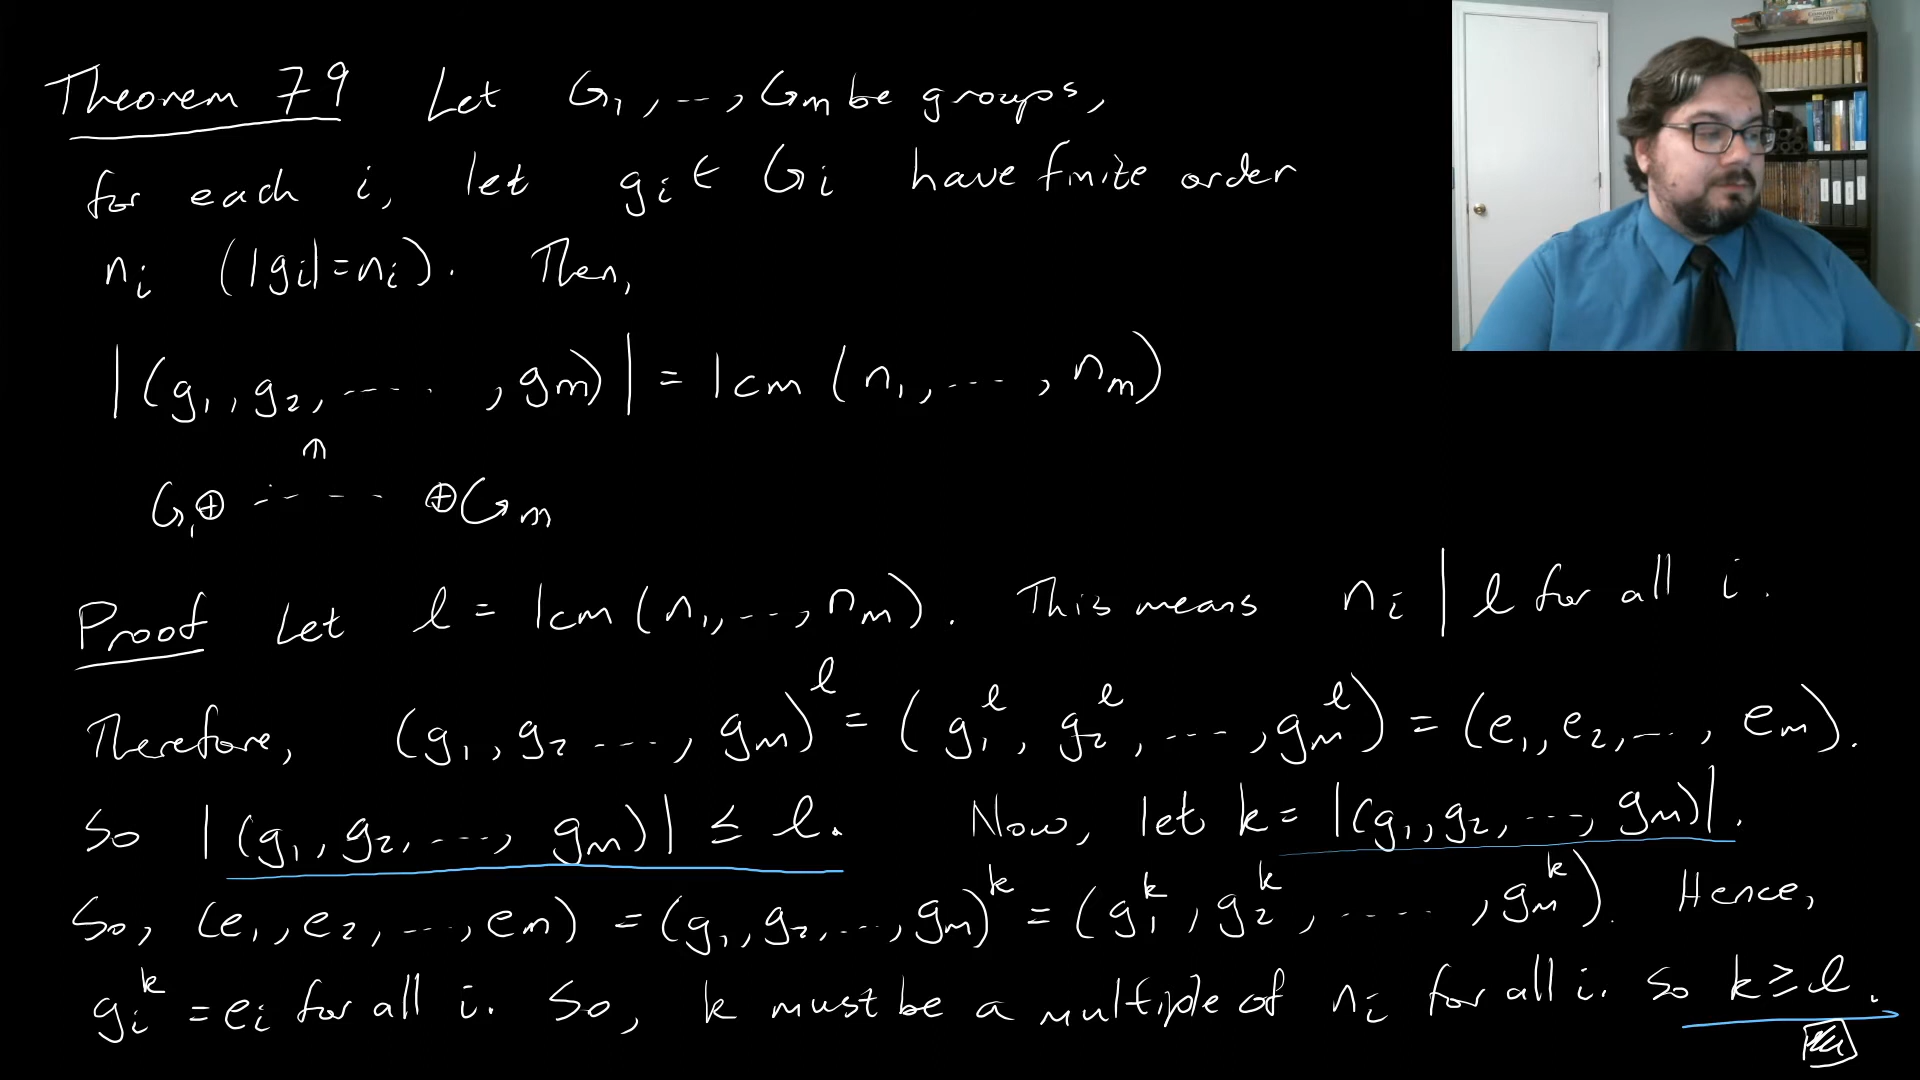 Theorem 79 Let G₁, ..., Gₘ be groups,
for each i, let gᵢ ∈ Gᵢ have finite order
nᵢ (|gᵢ|=nᵢ). Then,
|(g₁, g₂, ..... , gₘ)| = lcm (n₁, .... , nₘ)
∈
G₁⊕ ..... ⊕Gₘ
Proof Let ℓ = lcm(n₁, ..., nₘ). This means nᵢ | ℓ for all i.
Therefore, (g₁, g₂ ...., gₘ)^ℓ = (g₁^ℓ, g₂^ℓ, ..., gₘ^ℓ) = (e₁, e₂, ..., eₘ).
So |(g₁, g₂, ..., gₘ)| ≤ ℓ. Now, let k = |(g₁, g₂, ..., gₘ)|.
So, (e₁, e₂, ..., eₘ) = (g₁, g₂, ..., gₘ)^k = (g₁^k, g₂^k, ....., gₘ^k). Hence,
gᵢ^k = eᵢ for all i. So, k must be a multiple of nᵢ for all i. So k ≥ ℓ.